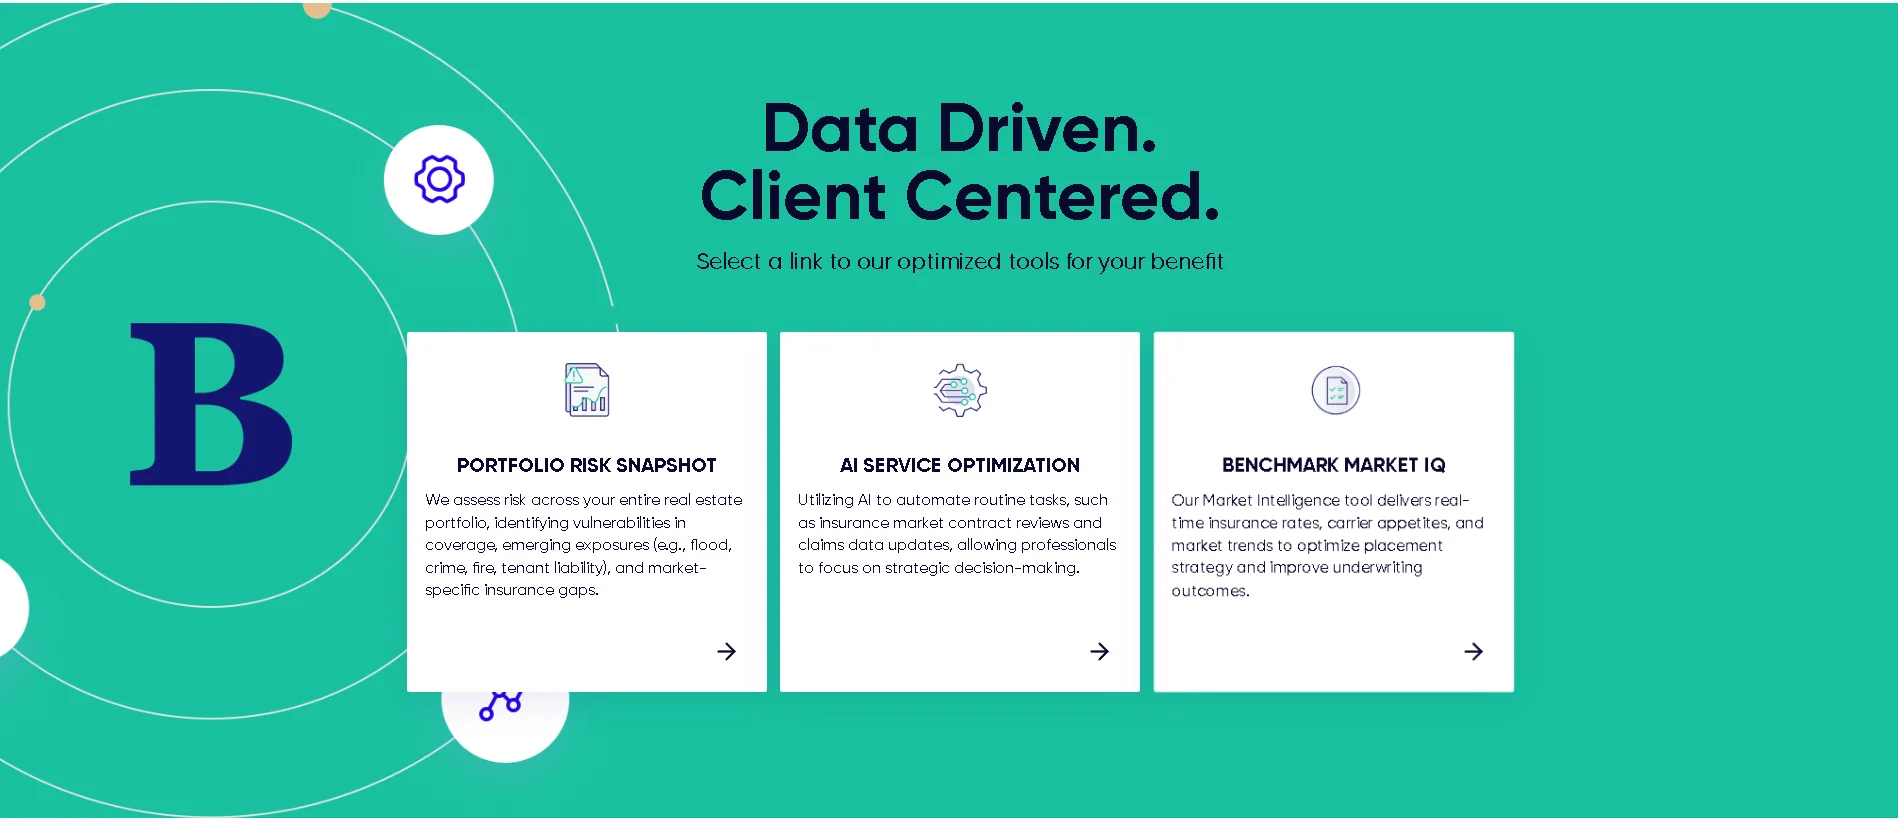 Data Driven.
Client Centered.
Select a link to our optimized tools for your benefit
B
PORTFOLIO RISK SNAPSHOT
We assess risk across your entire real estate
portfolio, identifying vulnerabilities in
coverage, emerging exposures (e.g., flood,
crime, fire, tenant liability), and market-
specific insurance gaps.
AI SERVICE OPTIMIZATION
Utilizing AI to automate routine tasks, such
as insurance market contract reviews and
claims data updates, allowing professionals
to focus on strategic decision-making.
BENCHMARK MARKET IQ
Our Market Intelligence tool delivers real-
time insurance rates, carrier appetites, and
market trends to optimize placement
strategy and improve underwriting
outcomes.